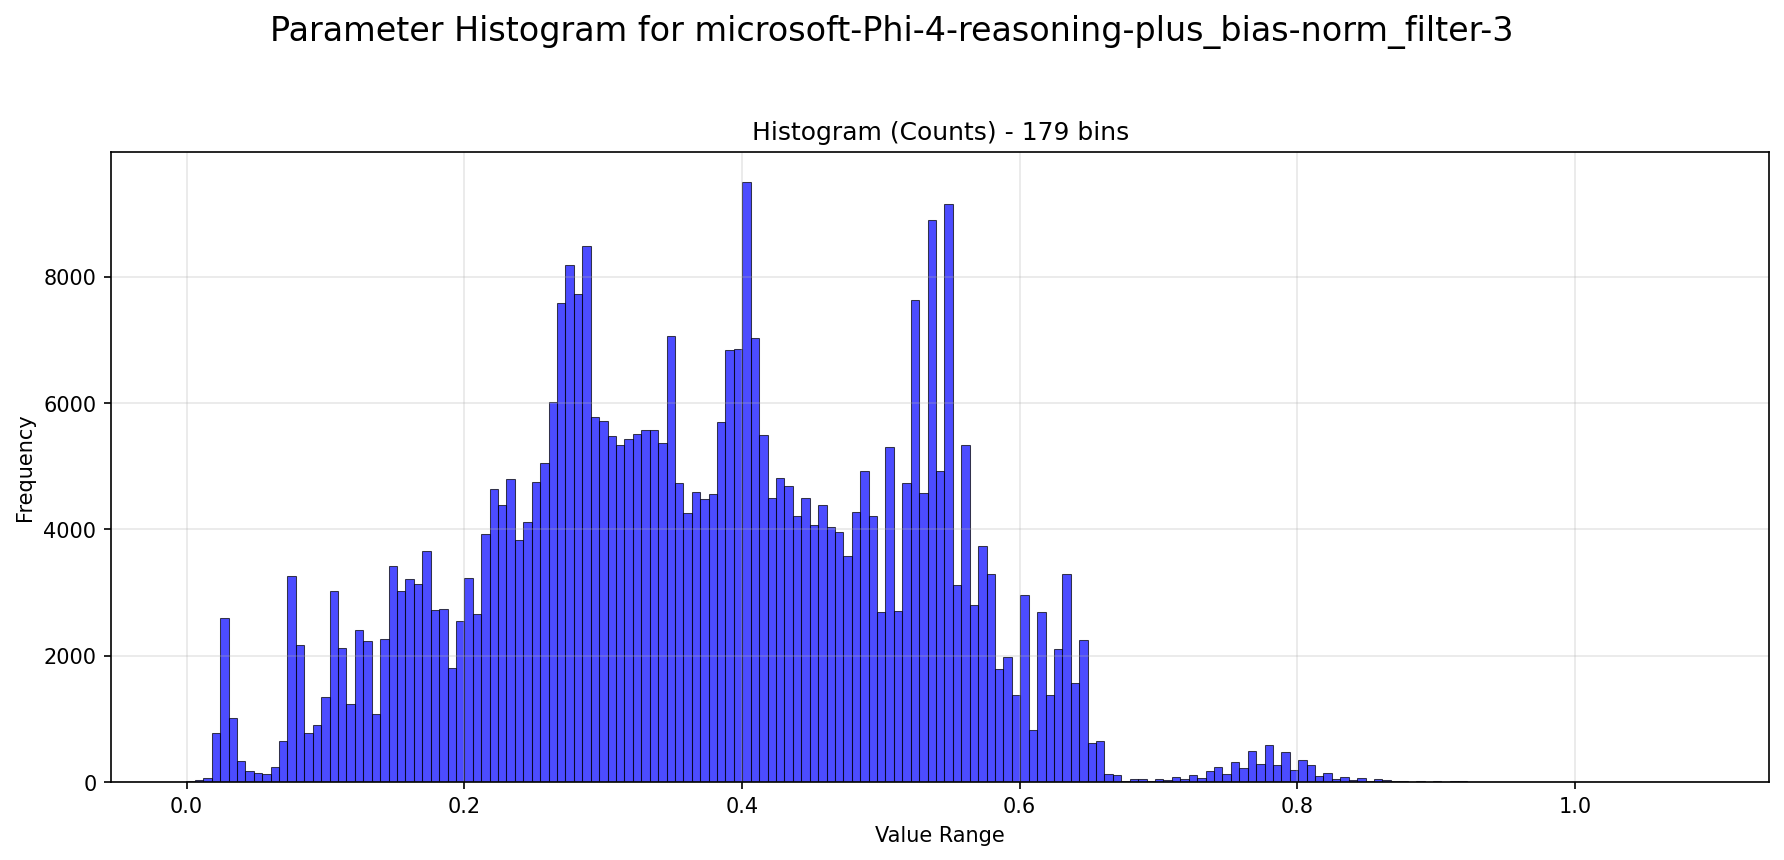 Parameter Histogram for microsoft-Phi-4-reasoning-plus_bias-norm_filter-3
Histogram (Counts) - 179 bins
8000
6000
4000
2000
0
Frequency
0.0 0.2 0.4 0.6 0.8 1.0
Value Range